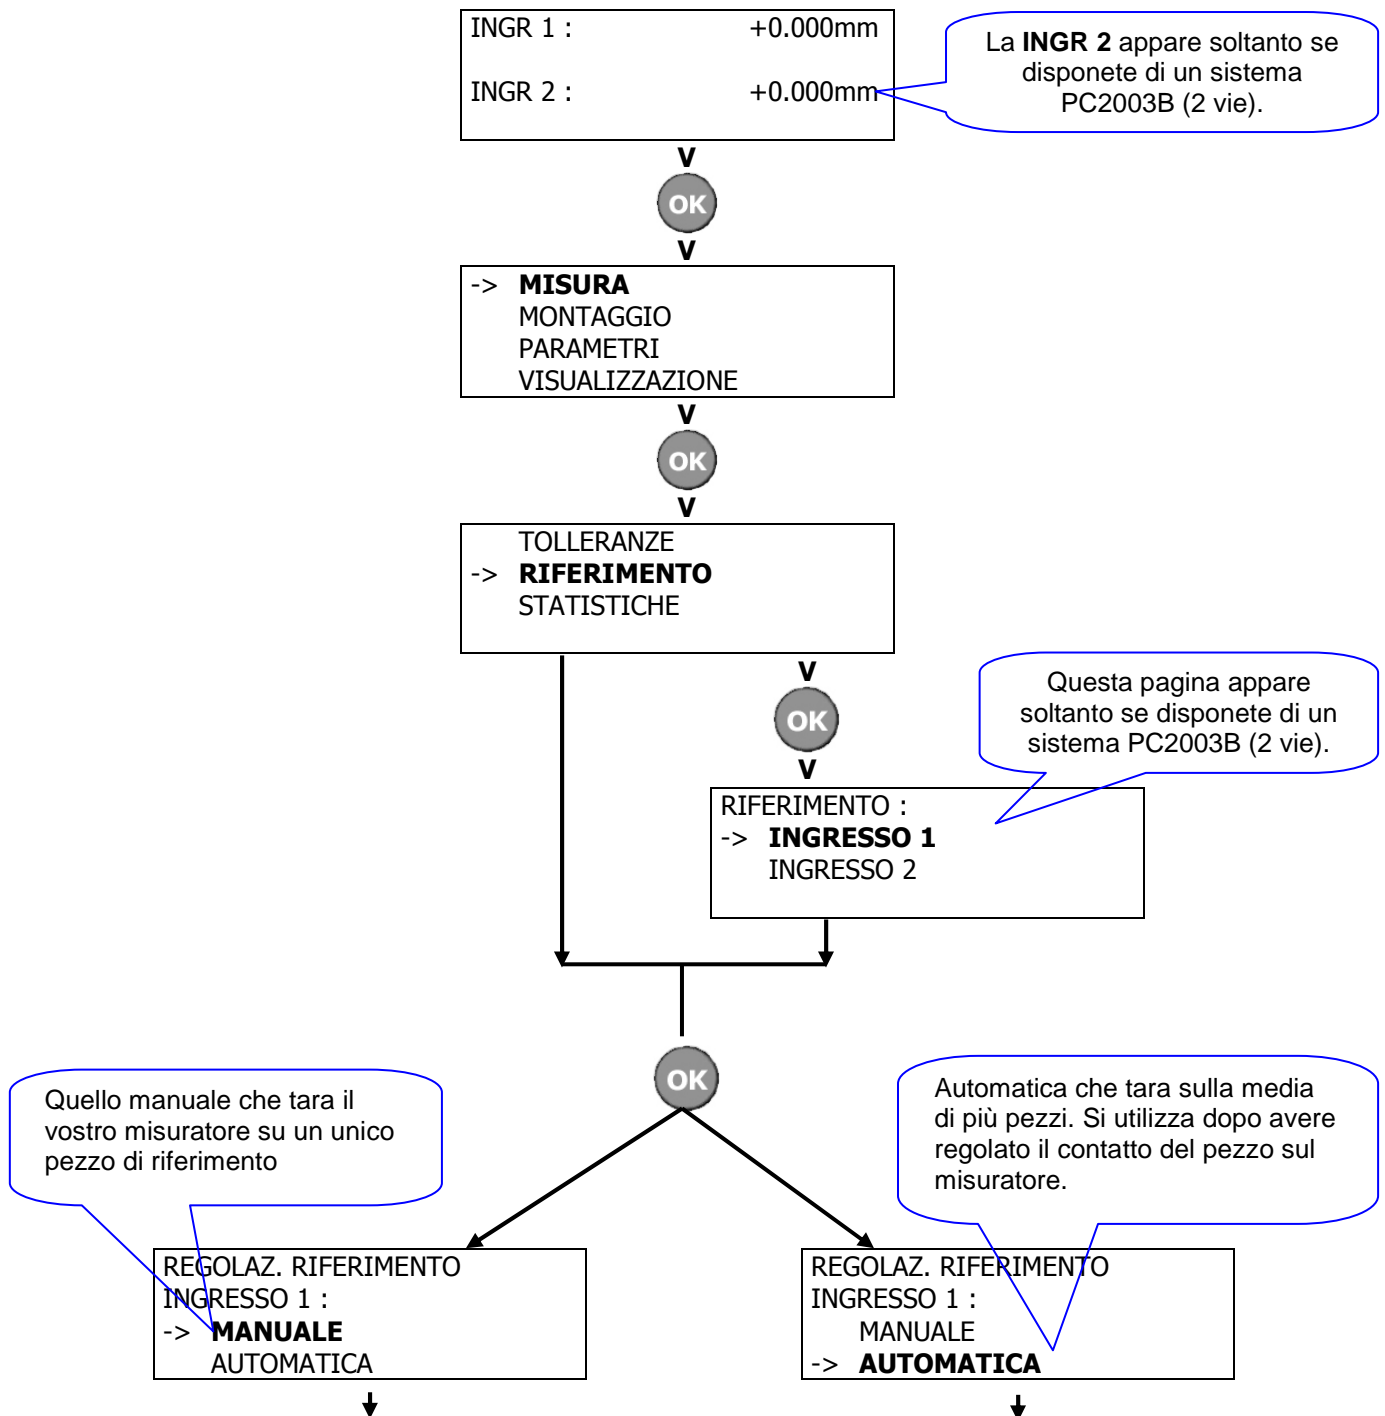 INGR 1 : +0.000mm
INGR 2 : +0.000mm
La INGR 2 appare soltanto se
disponete di un sistema
PC2003B (2 vie).
V
OK
V
-> MISURA
MONTAGGIO
PARAMETRI
VISUALIZZAZIONE
V
OK
V
TOLLERANZE
-> RIFERIMENTO
STATISTICHE
V
OK
V
Questa pagina appare
soltanto se disponete di un
sistema PC2003B (2 vie).
RIFERIMENTO :
-> INGRESSO 1
INGRESSO 2
OK
Quello manuale che tara il
vostro misuratore su un unico
pezzo di riferimento
Automatica che tara sulla media
di più pezzi. Si utilizza dopo avere
regolato il contatto del pezzo sul
misuratore.
REGOLAZ. RIFERIMENTO
INGRESSO 1 :
-> MANUALE
AUTOMATICA
REGOLAZ. RIFERIMENTO
INGRESSO 1 :
MANUALE
-> AUTOMATICA